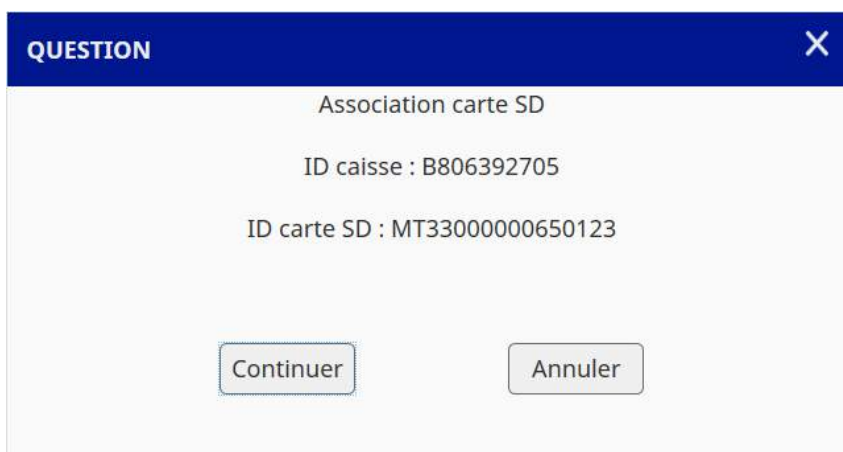 QUESTION
Association carte SD
ID caisse : B806392705
ID carte SD : MT33000000650123
Continuer
Annuler